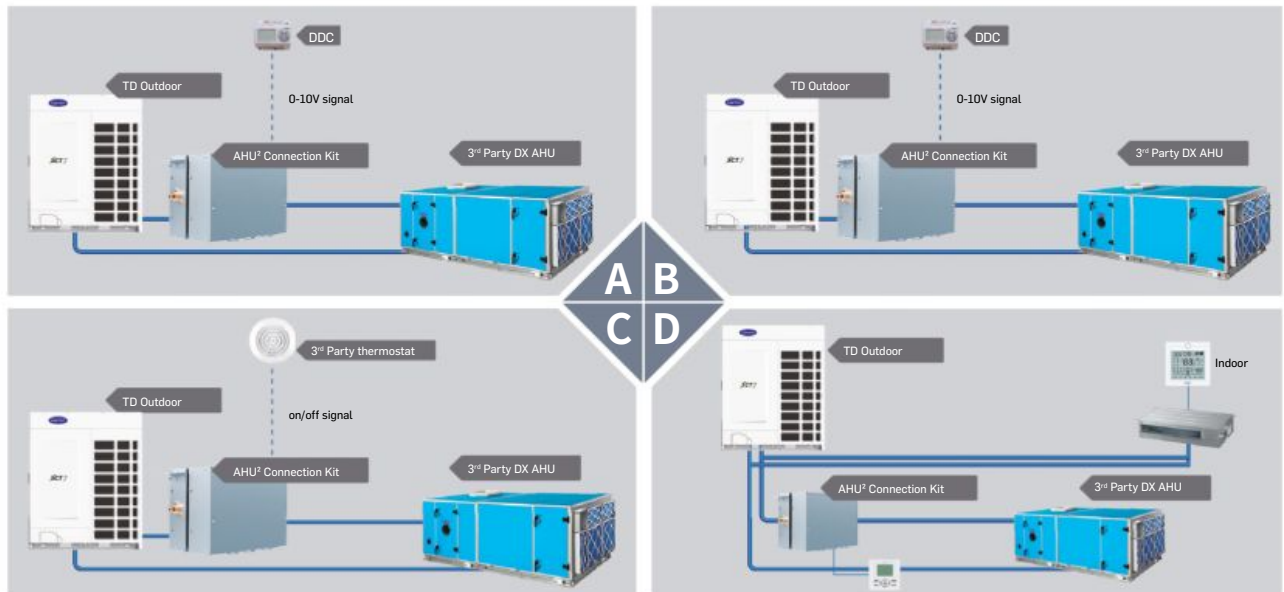 DDC
TD Outdoor
0-10V signal
AHU² Connection Kit
3rd Party DX AHU
DDC
TD Outdoor
0-10V signal
AHU² Connection Kit
3rd Party DX AHU
A B
C D
3rd Party thermostat
TD Outdoor
on/off signal
AHU² Connection Kit
3rd Party DX AHU
TD Outdoor
Indoor
AHU² Connection Kit
3rd Party DX AHU